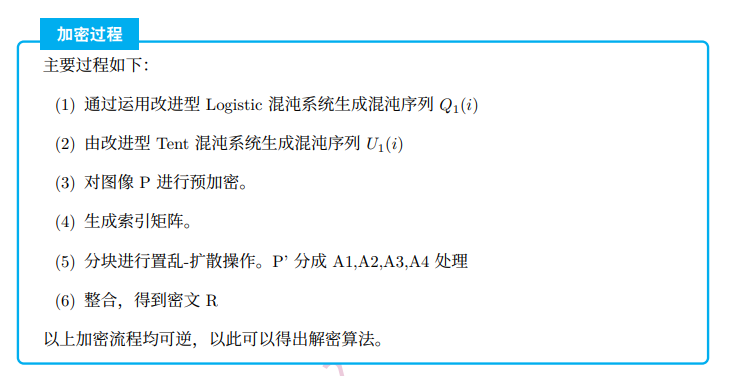 加密过程
主要过程如下：
(1) 通过运用改进型 Logistic 混沌系统生成混沌序列 Q₁(i)
(2) 由改进型 Tent 混沌系统生成混沌序列 U₁(i)
(3) 对图像 P 进行预加密。
(4) 生成索引矩阵。
(5) 分块进行置乱-扩散操作。P' 分成 A1,A2,A3,A4 处理
(6) 整合，得到密文 R
以上加密流程均可逆，以此可以得出解密算法。